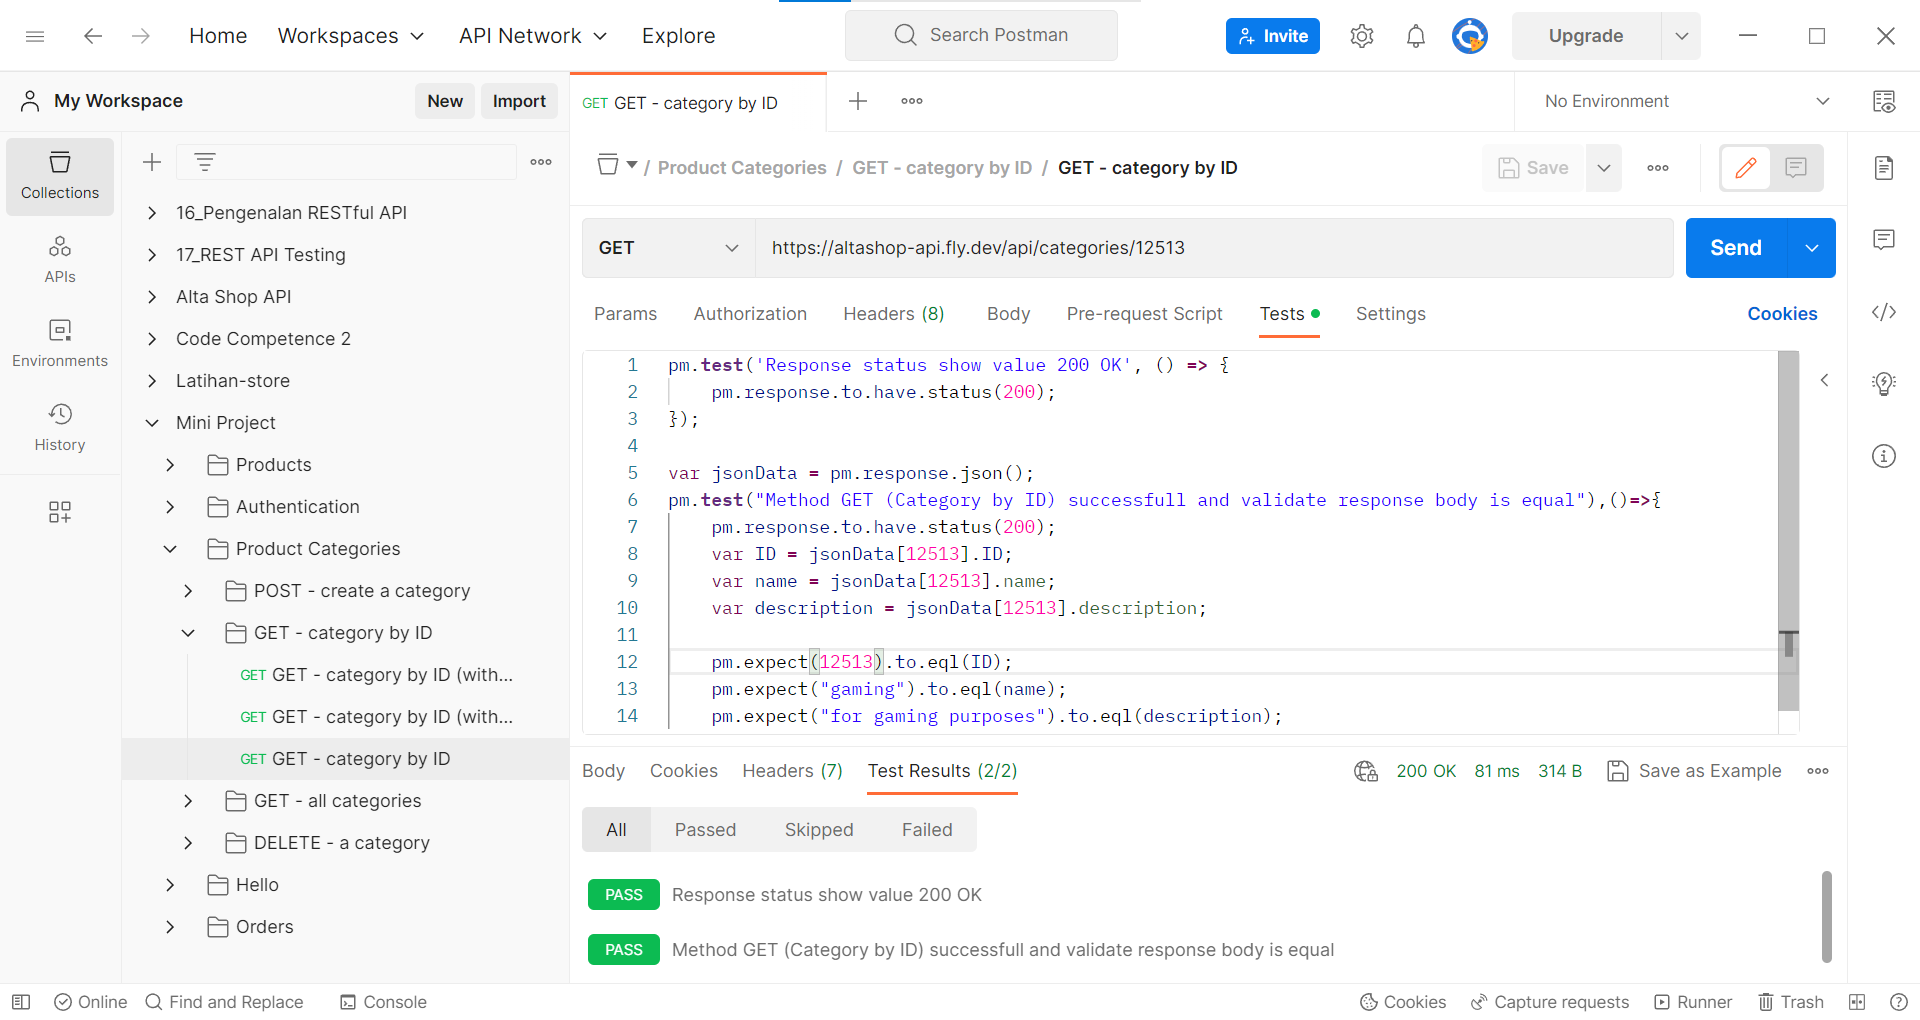 Home Workspaces API Network Explore Search Postman Invite Upgrade
My Workspace New Import
GET GET - category by ID
No Environment
Collections
APIs
Environments
History
16_Pengenalan RESTful API
17_REST API Testing
Alta Shop API
Code Competence 2
Latihan-store
Mini Project
Products
Authentication
Product Categories
POST - create a category
GET - category by ID
GET GET - category by ID (with...
GET GET - category by ID (with...
GET GET - category by ID
GET - all categories
DELETE - a category
Hello
Orders
/ Product Categories / GET - category by ID / GET - category by ID
Save
GET https://altashop-api.fly.dev/api/categories/12513 Send
Params Authorization Headers (8) Body Pre-request Script Tests Settings Cookies
1 pm.test('Response status show value 200 OK', () => {
2 pm.response.to.have.status(200);
3 });
4
5 var jsonData = pm.response.json();
6 pm.test("Method GET (Category by ID) successfull and validate response body is equal"),()=>{
7 pm.response.to.have.status(200);
8 var ID = jsonData[12513].ID;
9 var name = jsonData[12513].name;
10 var description = jsonData[12513].description;
11
12 pm.expect(12513).to.eql(ID);
13 pm.expect("gaming").to.eql(name);
14 pm.expect("for gaming purposes").to.eql(description);
Body Cookies Headers (7) Test Results (2/2) 200 OK 81 ms 314 B Save as Example
All Passed Skipped Failed
PASS Response status show value 200 OK
PASS Method GET (Category by ID) successfull and validate response body is equal
Online Find and Replace Console Cookies Capture requests Runner Trash